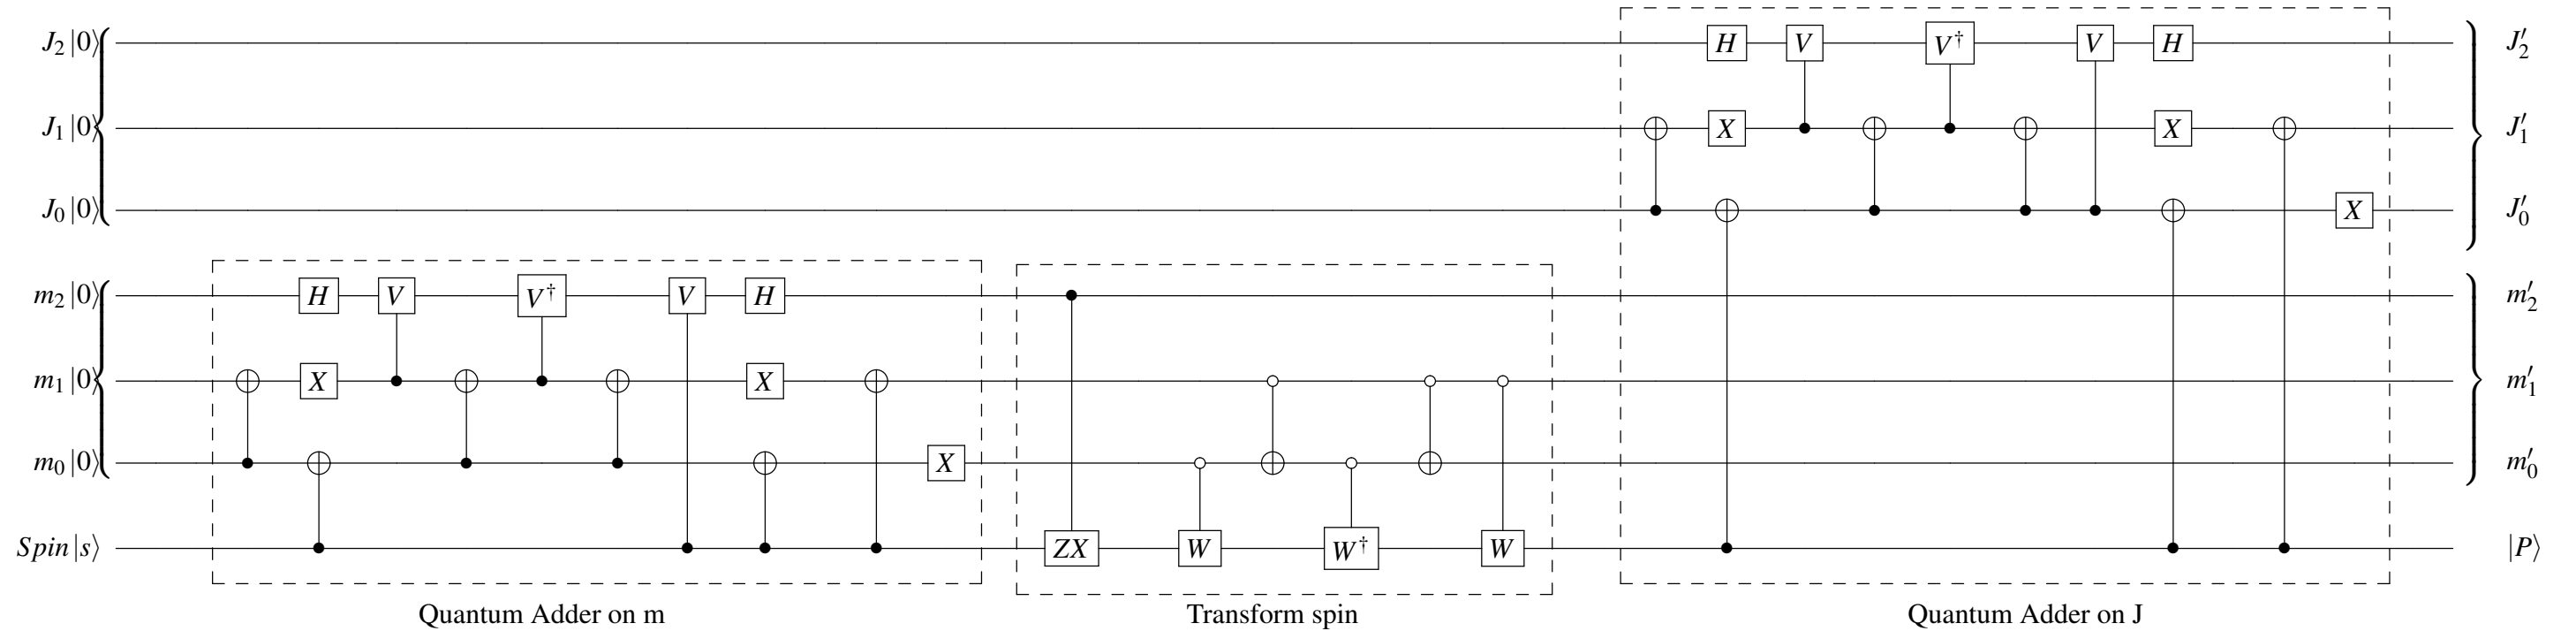 J₂ |0⟩ H V V† V H J′₂
J₁ |0⟩ X X J′₁
J₀ |0⟩ X J′₀
m₂ |0⟩ H V V† V H m′₂
m₁ |0⟩ X X m′₁
m₀ |0⟩ X m′₀
Spin |s⟩ ZX W W† W |P⟩
Quantum Adder on m Transform spin Quantum Adder on J